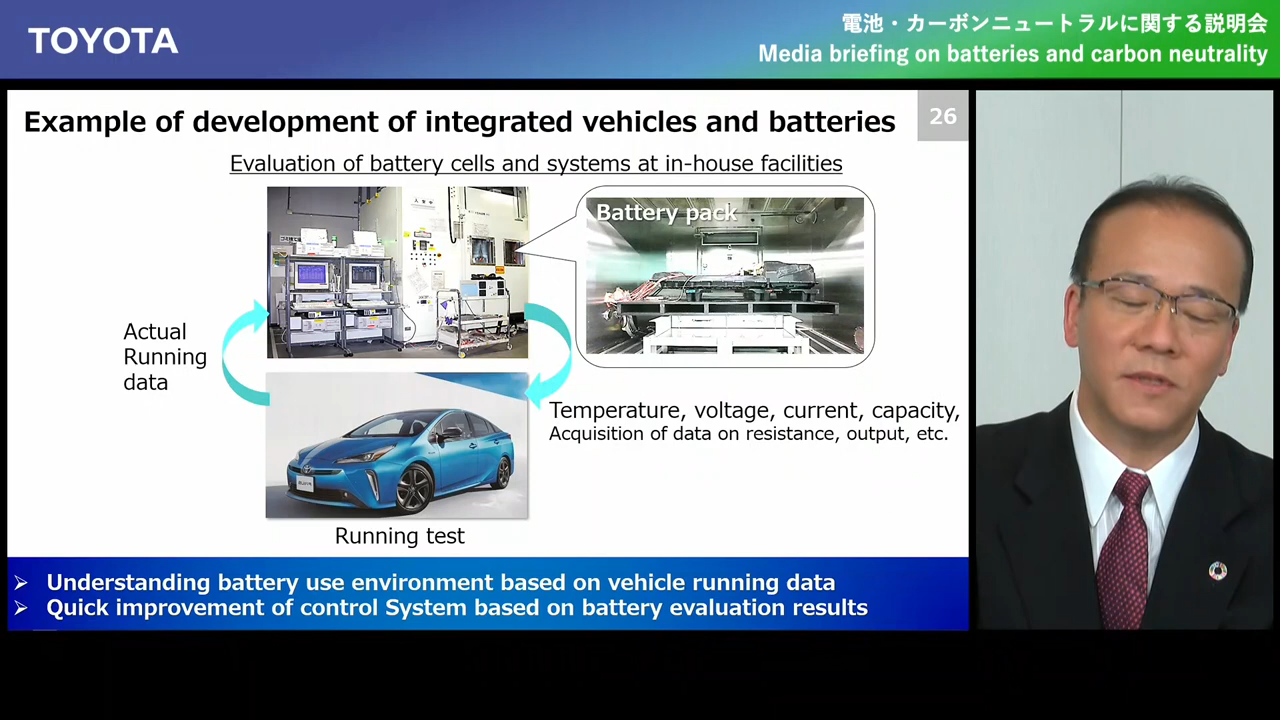 TOYOTA
電池・カーボンニュートラルに関する説明会
Media briefing on batteries and carbon neutrality
Example of development of integrated vehicles and batteries
26
Evaluation of battery cells and systems at in-house facilities
Battery pack
Actual
Running
data
Temperature, voltage, current, capacity,
Acquisition of data on resistance, output, etc.
Running test
➢ Understanding battery use environment based on vehicle running data
➢ Quick improvement of control System based on battery evaluation results